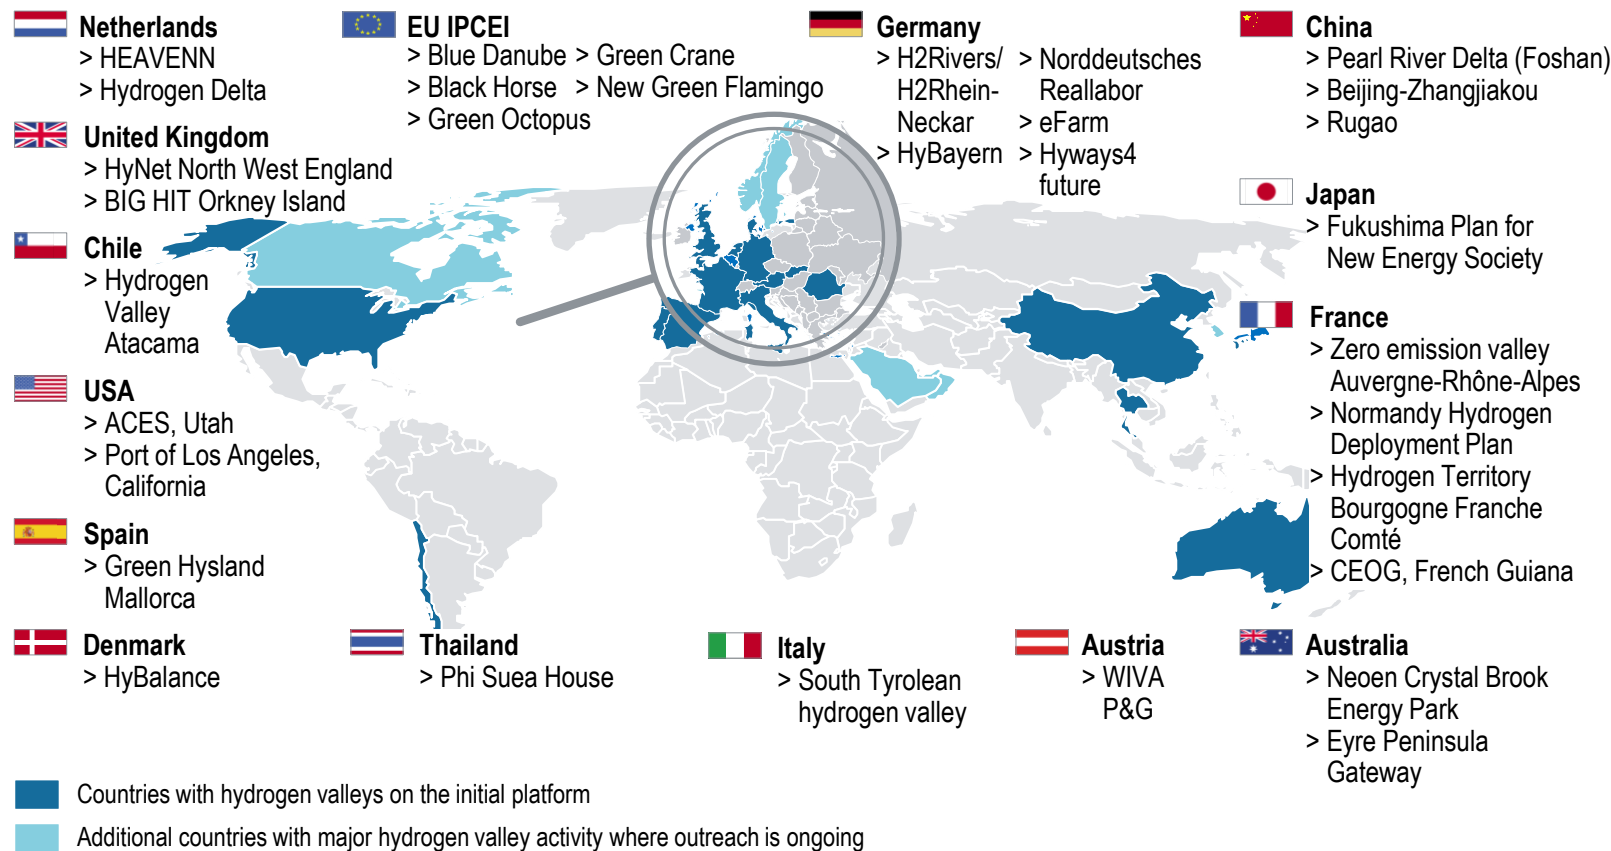 Netherlands
> HEAVENN
> Hydrogen Delta
United Kingdom
> HyNet North West England
> BIG HIT Orkney Island
Chile
> Hydrogen
Valley
Atacama
USA
> ACES, Utah
> Port of Los Angeles,
California
Spain
> Green Hysland
Mallorca
Denmark
> HyBalance
EU IPCEI
> Blue Danube
> Black Horse
> Green Octopus
> Green Crane
> New Green Flamingo
Germany
> H2Rivers/
H2Rhein-
Neckar
> HyBayern
> Norddeutsches
Reallabor
> eFarm
> Hyways4
future
China
> Pearl River Delta (Foshan)
> Beijing-Zhangjiakou
> Rugao
Japan
> Fukushima Plan for
New Energy Society
France
> Zero emission valley
Auvergne-Rhône-Alpes
> Normandy Hydrogen
Deployment Plan
> Hydrogen Territory
Bourgogne Franche
Comté
> CEOG, French Guiana
Thailand
> Phi Suea House
Italy
> South Tyrolean
hydrogen valley
Austria
> WIVA
P&G
Australia
> Neoen Crystal Brook
Energy Park
> Eyre Peninsula
Gateway
Countries with hydrogen valleys on the initial platform
Additional countries with major hydrogen valley activity where outreach is ongoing